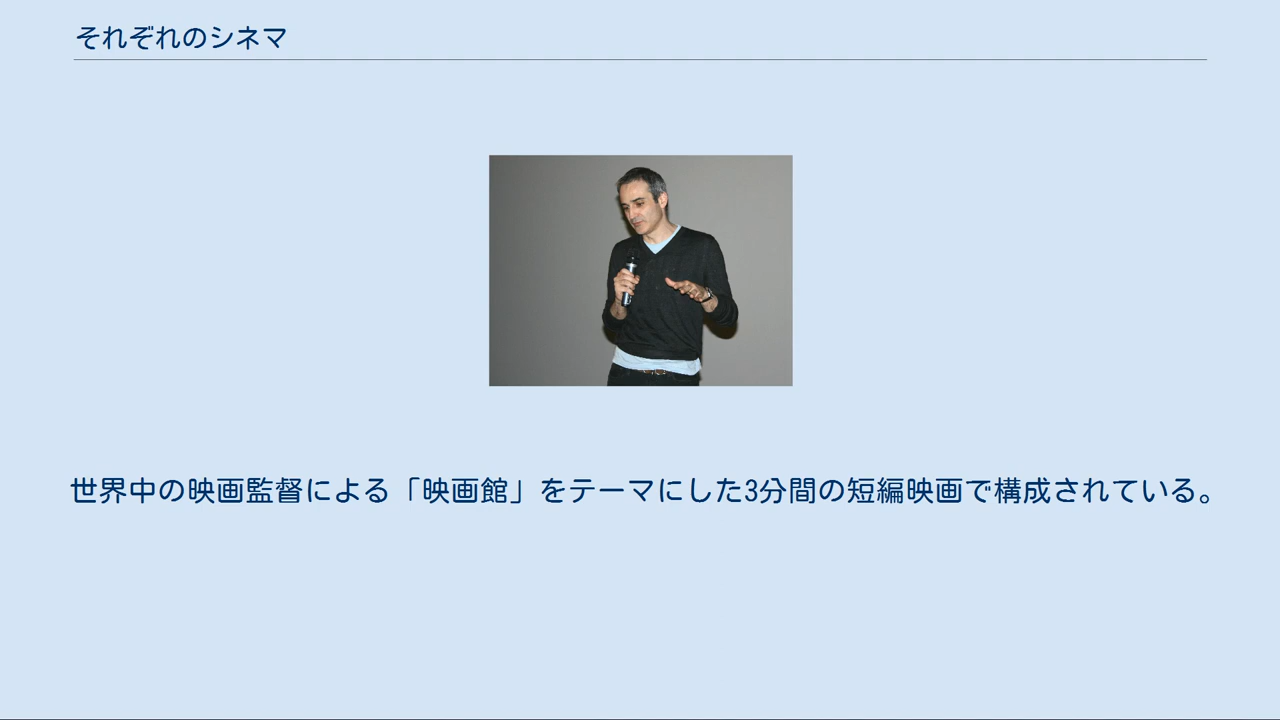 それぞれのシネマ
世界中の映画監督による「映画館」をテーマにした3分間の短編映画で構成されている。